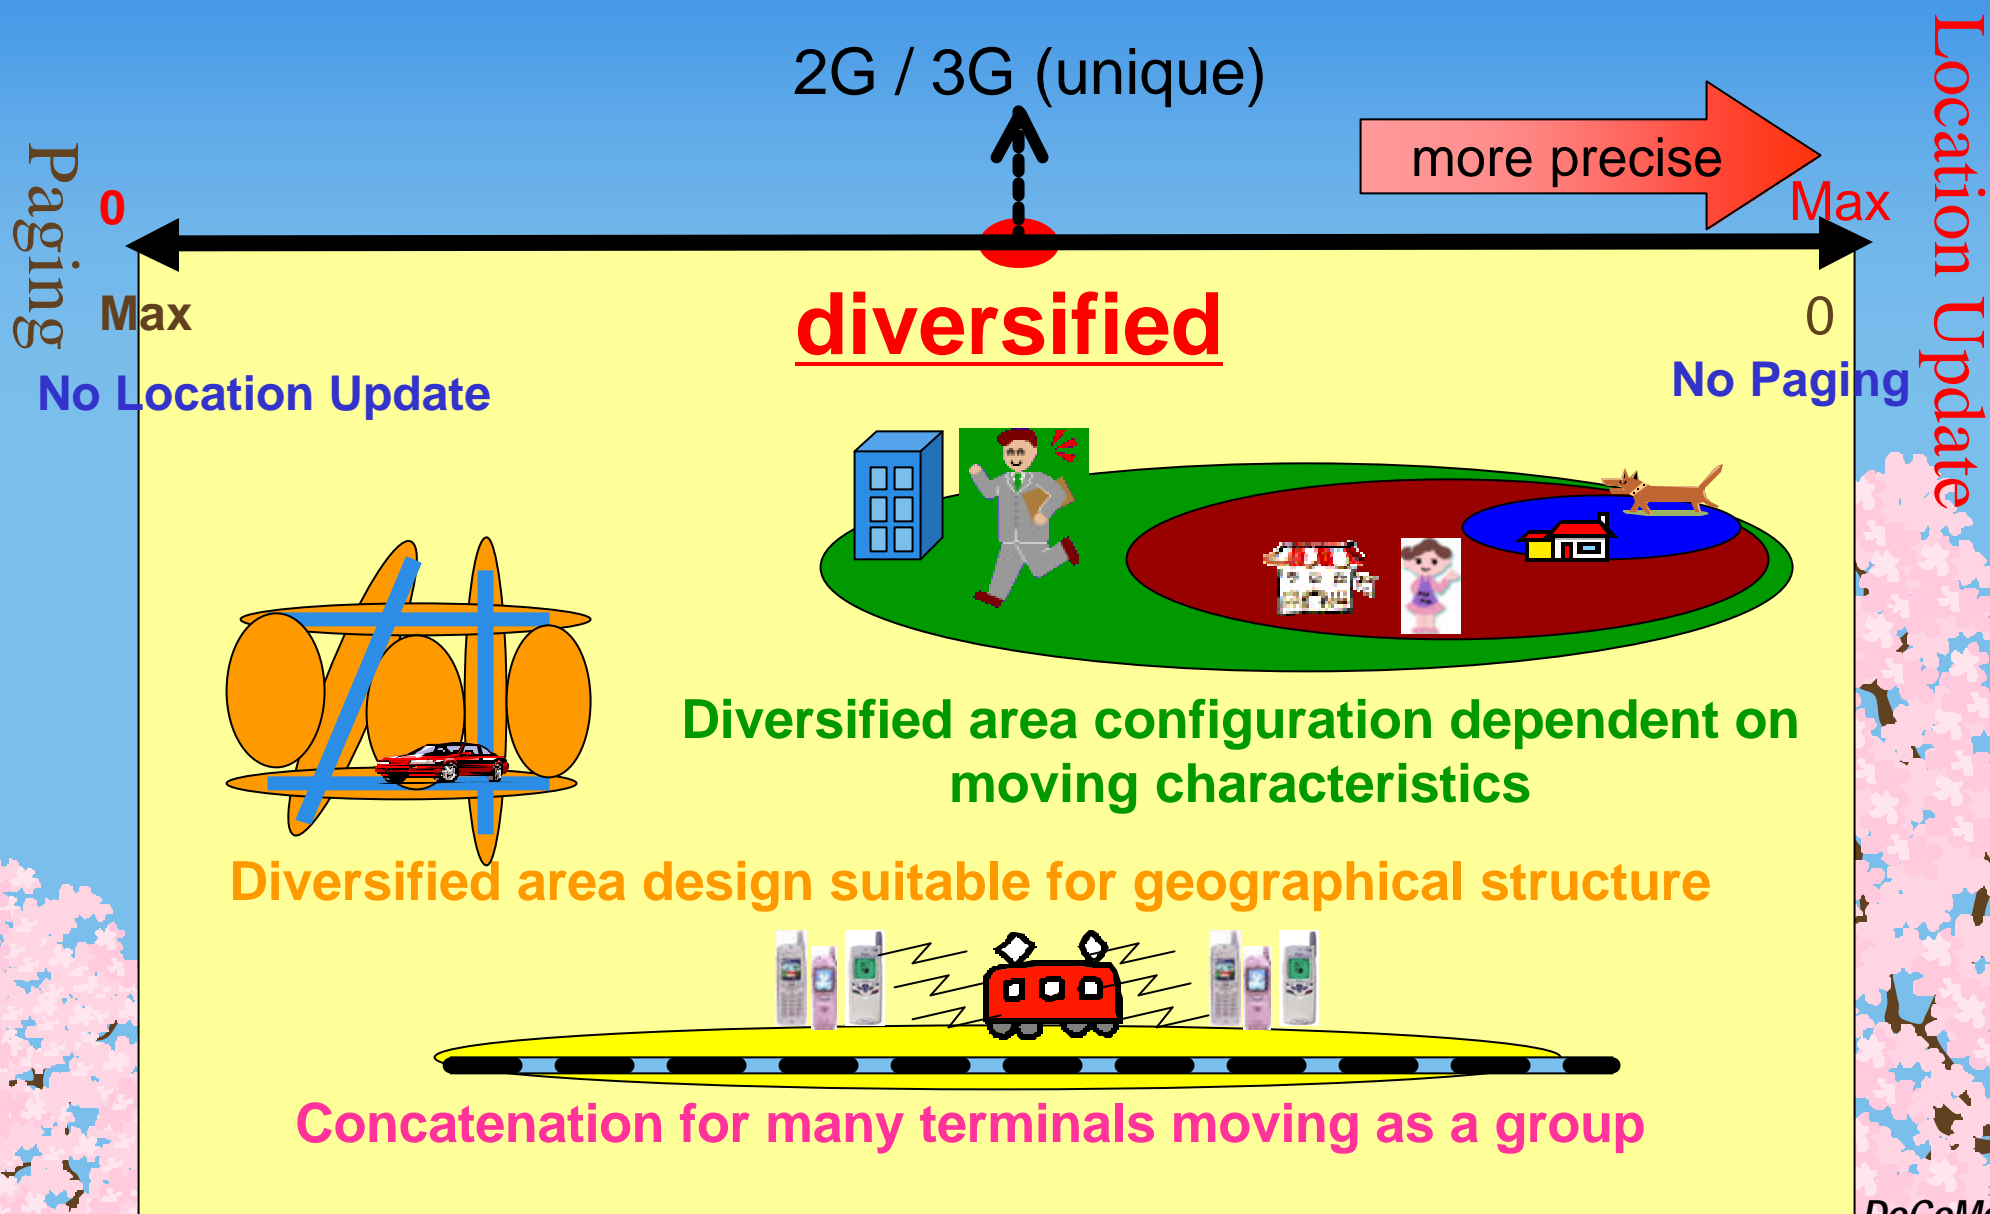 2G / 3G (unique)
more precise
Location Update
Paging
0
Max
Max
0
diversified
No Location Update
No Paging
Diversified area configuration dependent on
moving characteristics
Diversified area design suitable for geographical structure
Concatenation for many terminals moving as a group